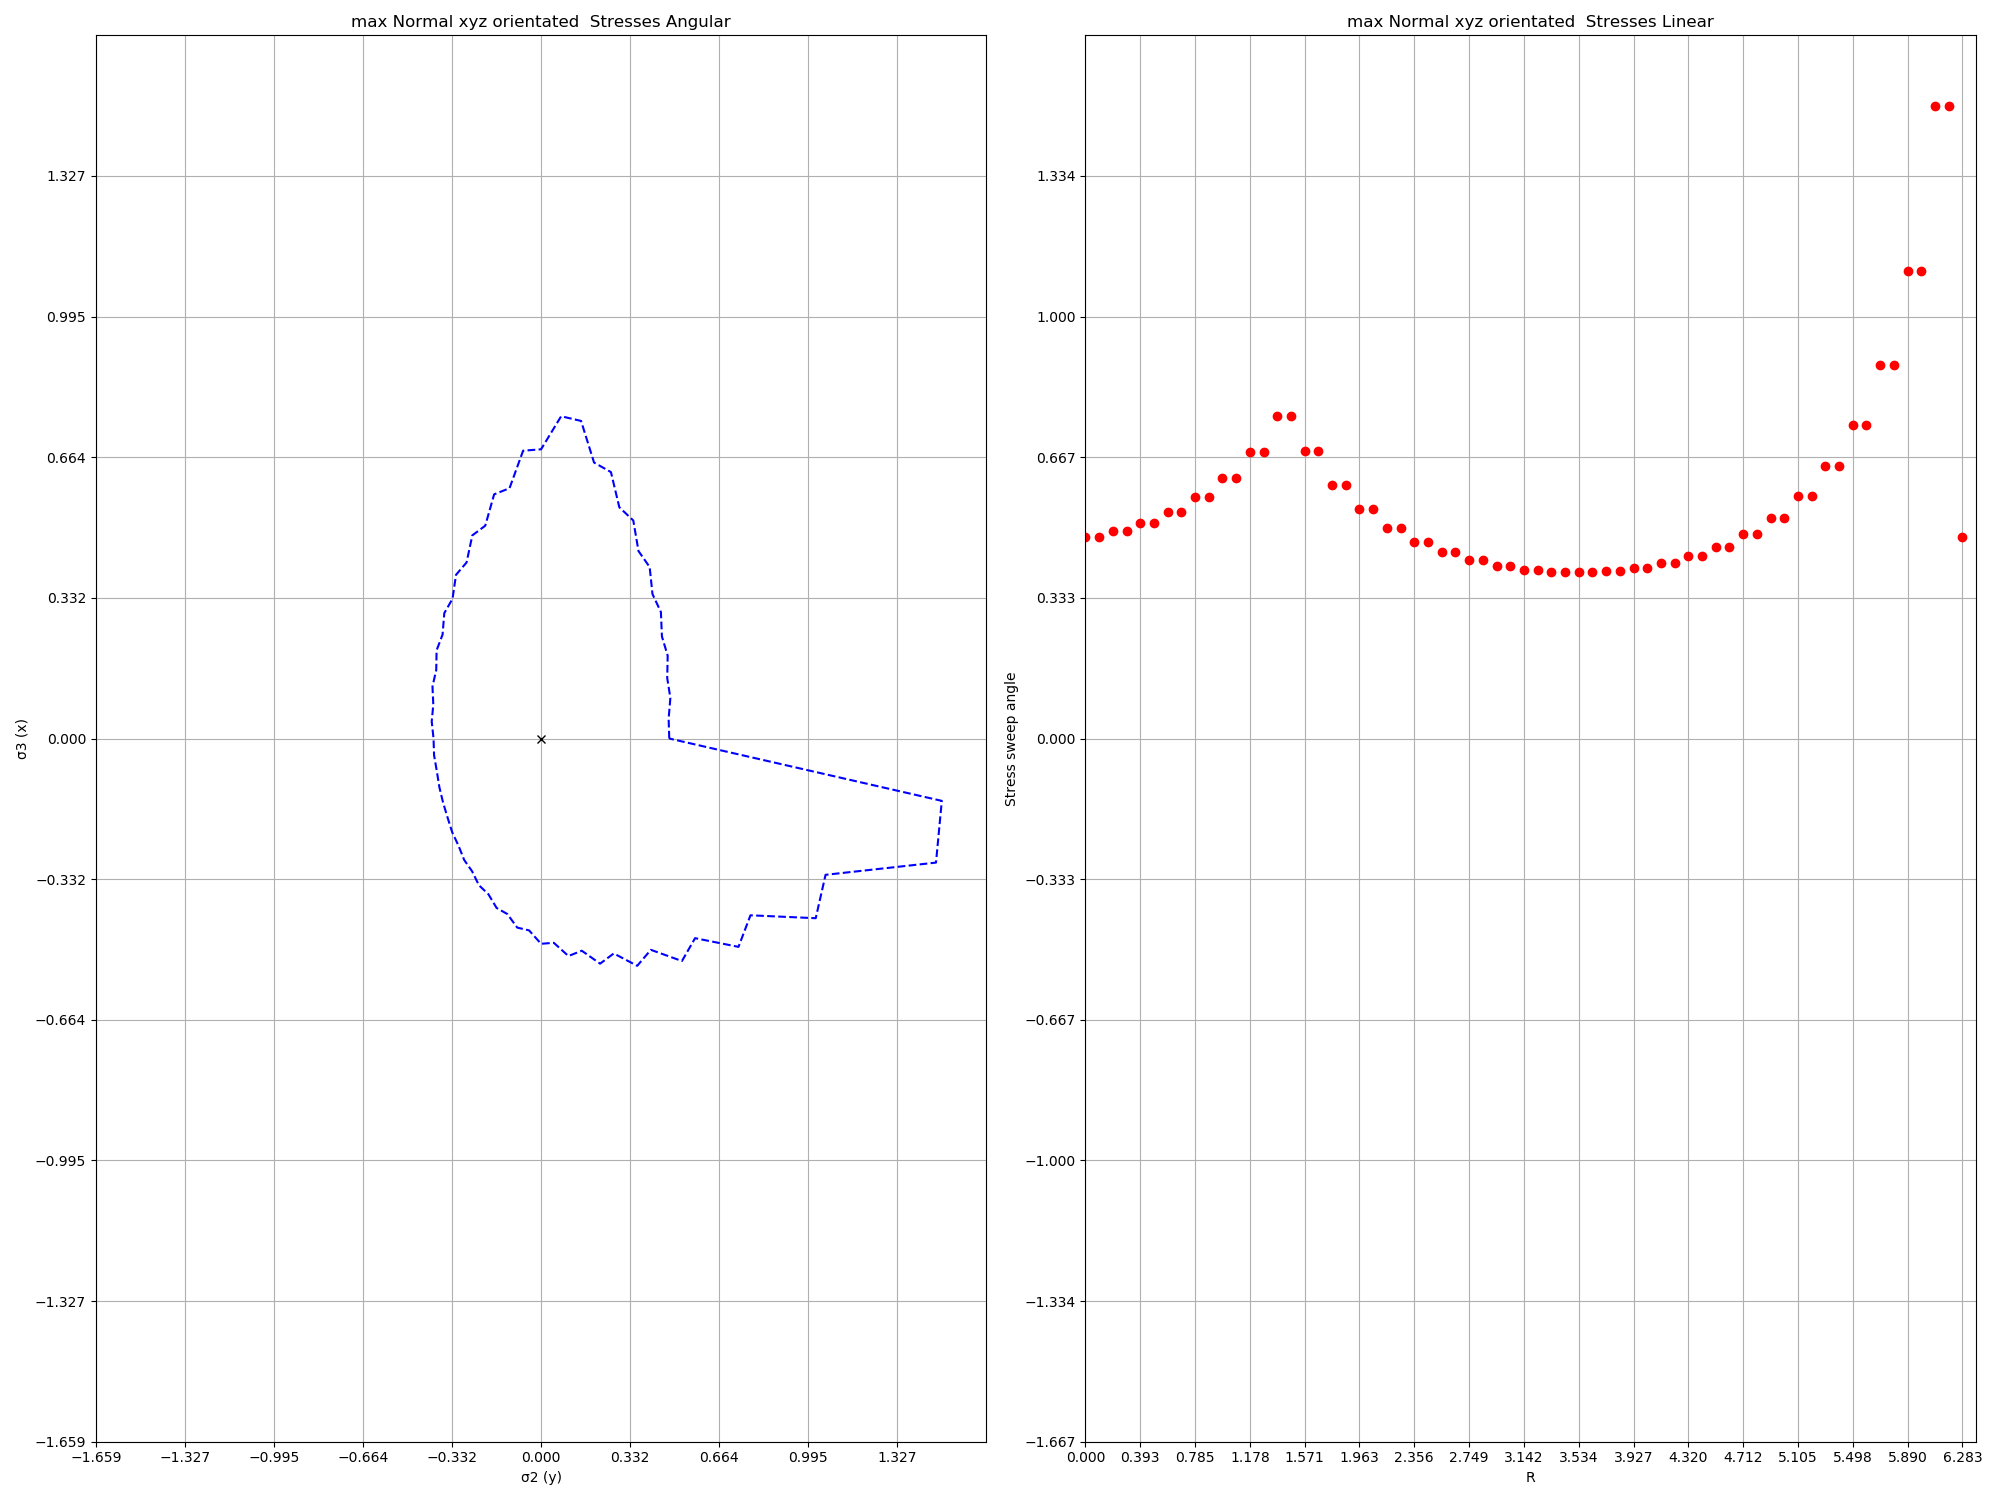 max Normal xyz orientated  Stresses Angular
1.327
0.995
0.664
0.332
0.000
−0.332
−0.664
−0.995
−1.327
−1.659
σ3 (x)
−1.659 −1.327 −0.995 −0.664 −0.332 0.000 0.332 0.664 0.995 1.327
σ2 (y)
max Normal xyz orientated  Stresses Linear
1.334
1.000
0.667
0.333
0.000
−0.333
−0.667
−1.000
−1.334
−1.667
Stress sweep angle
0.000 0.393 0.785 1.178 1.571 1.963 2.356 2.749 3.142 3.534 3.927 4.320 4.712 5.105 5.498 5.890 6.283
R